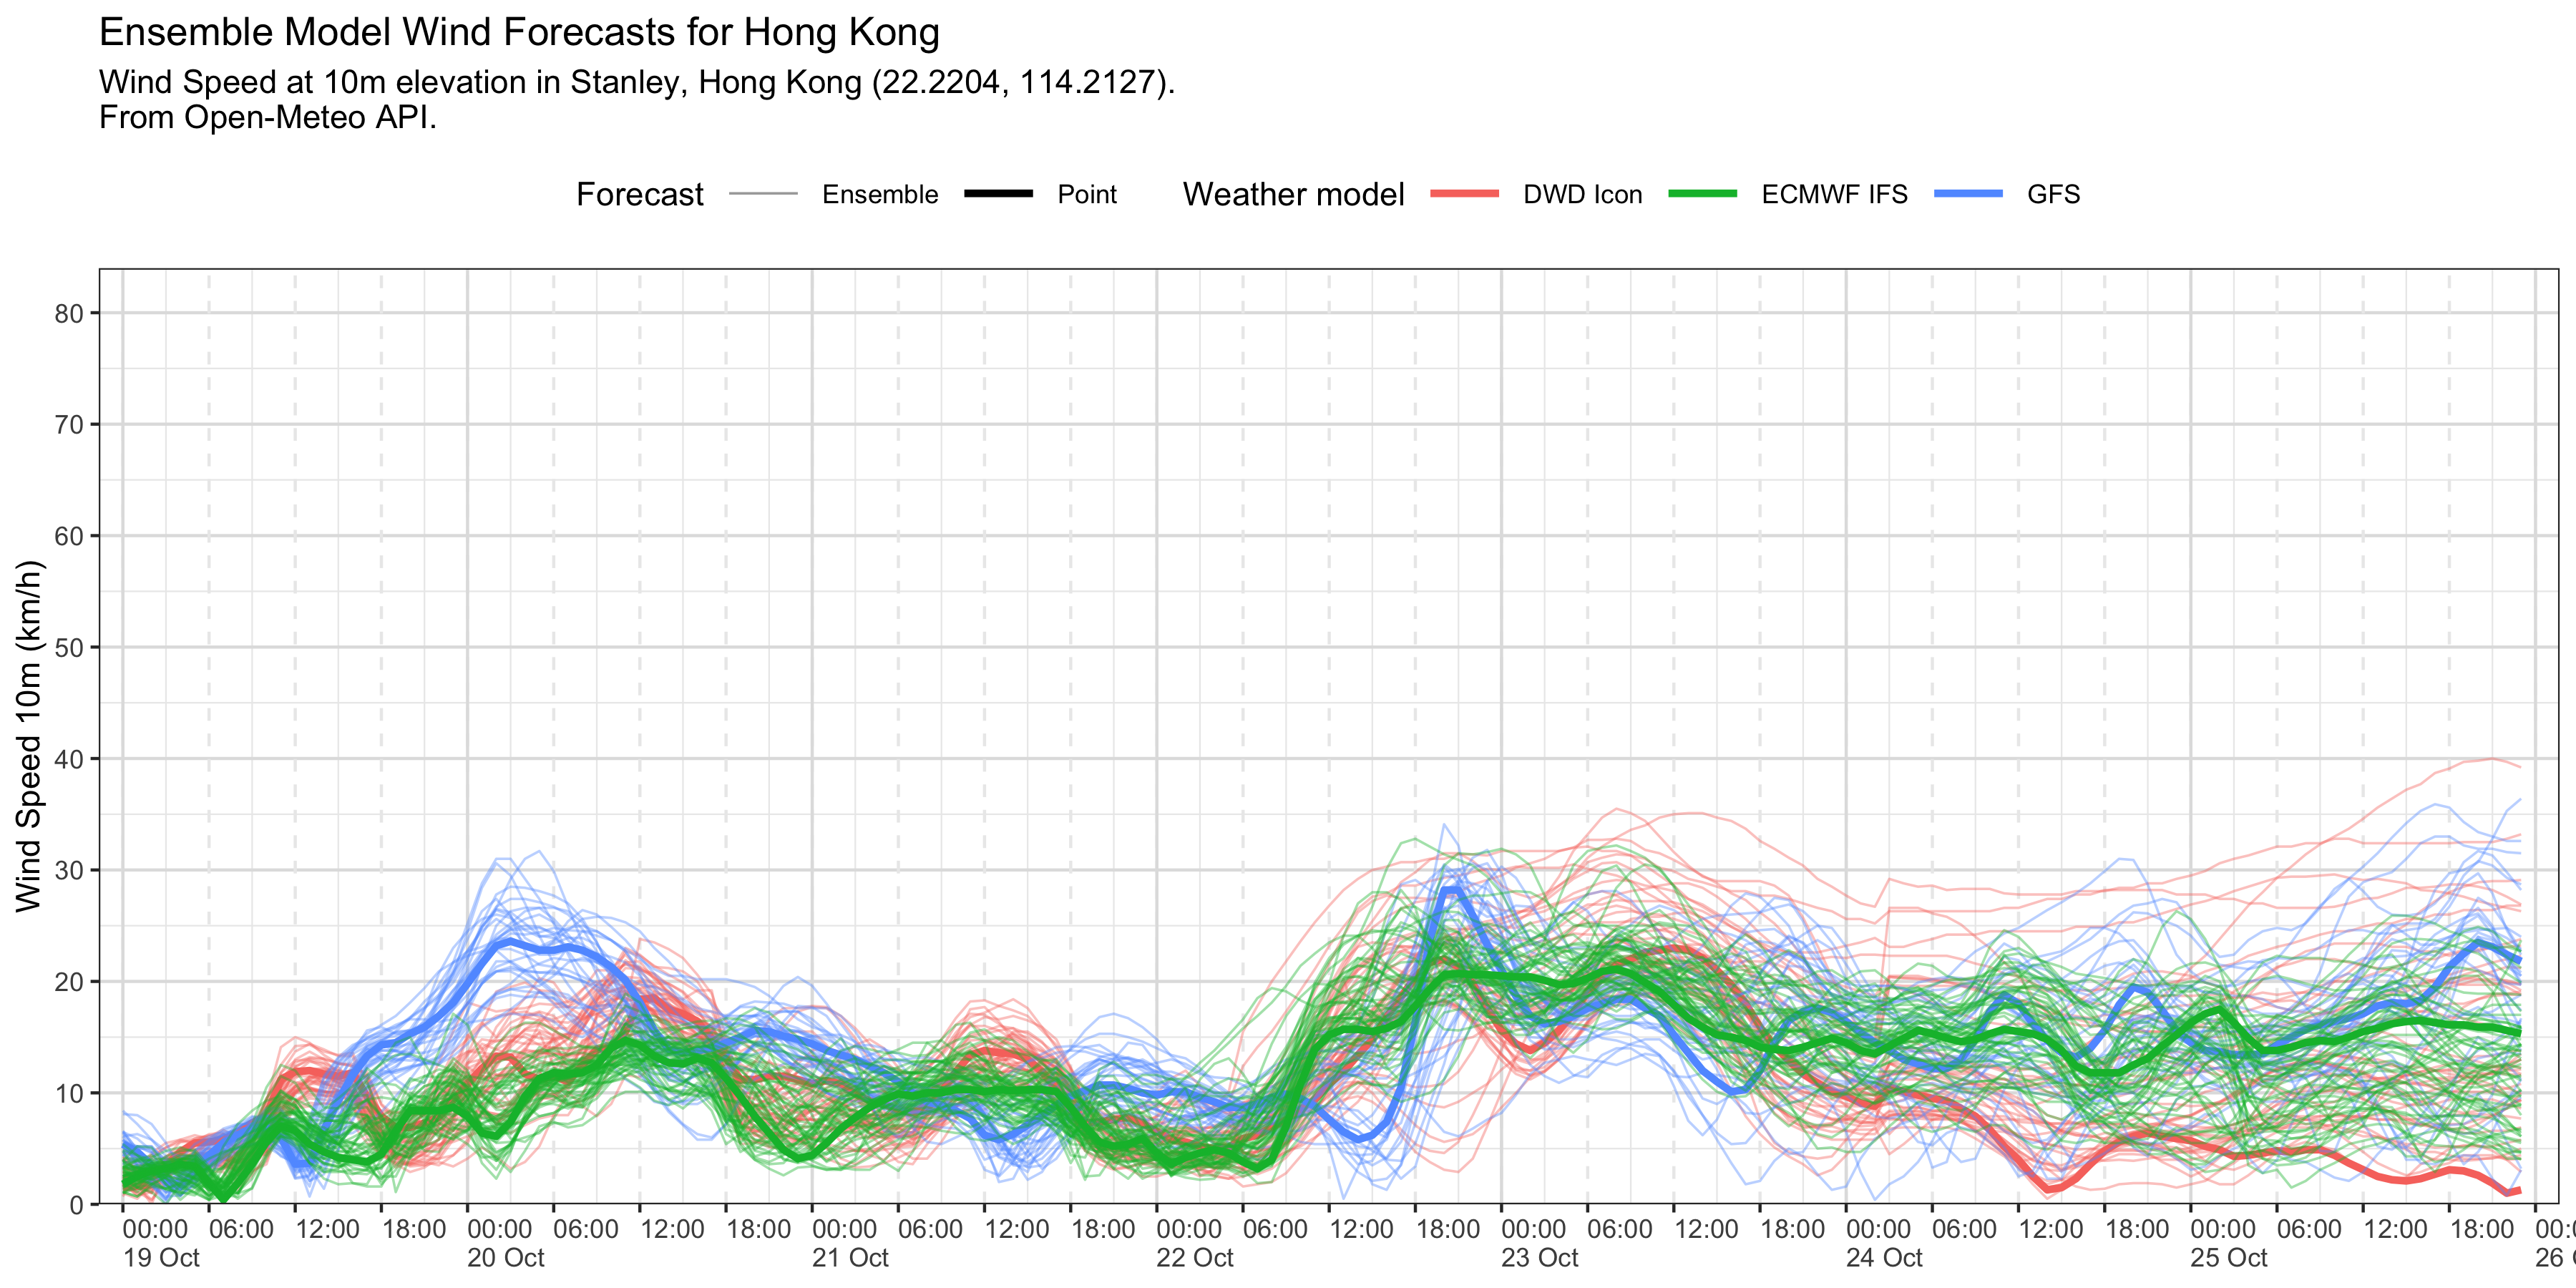 Ensemble Model Wind Forecasts for Hong Kong
Wind Speed at 10m elevation in Stanley, Hong Kong (22.2204, 114.2127).
From Open-Meteo API.
Forecast Ensemble Point Weather model DWD Icon ECMWF IFS GFS
Wind Speed 10m (km/h)
80
70
60
50
40
30
20
10
0
00:00 06:00 12:00 18:00 00:00 06:00 12:00 18:00 00:00 06:00 12:00 18:00 00:00 06:00 12:00 18:00 00:00 06:00 12:00 18:00 00:00 06:00 12:00 18:00 00:00 06:00 12:00 18:00
19 Oct 20 Oct 21 Oct 22 Oct 23 Oct 24 Oct 25 Oct 26